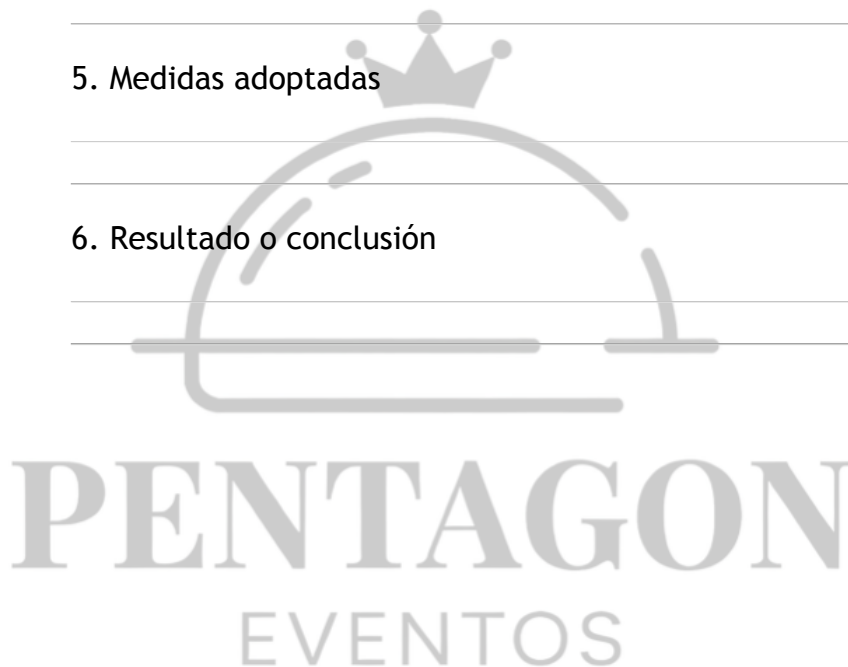 5. Medidas adoptadas
6. Resultado o conclusión
PENTAGON
EVENTOS